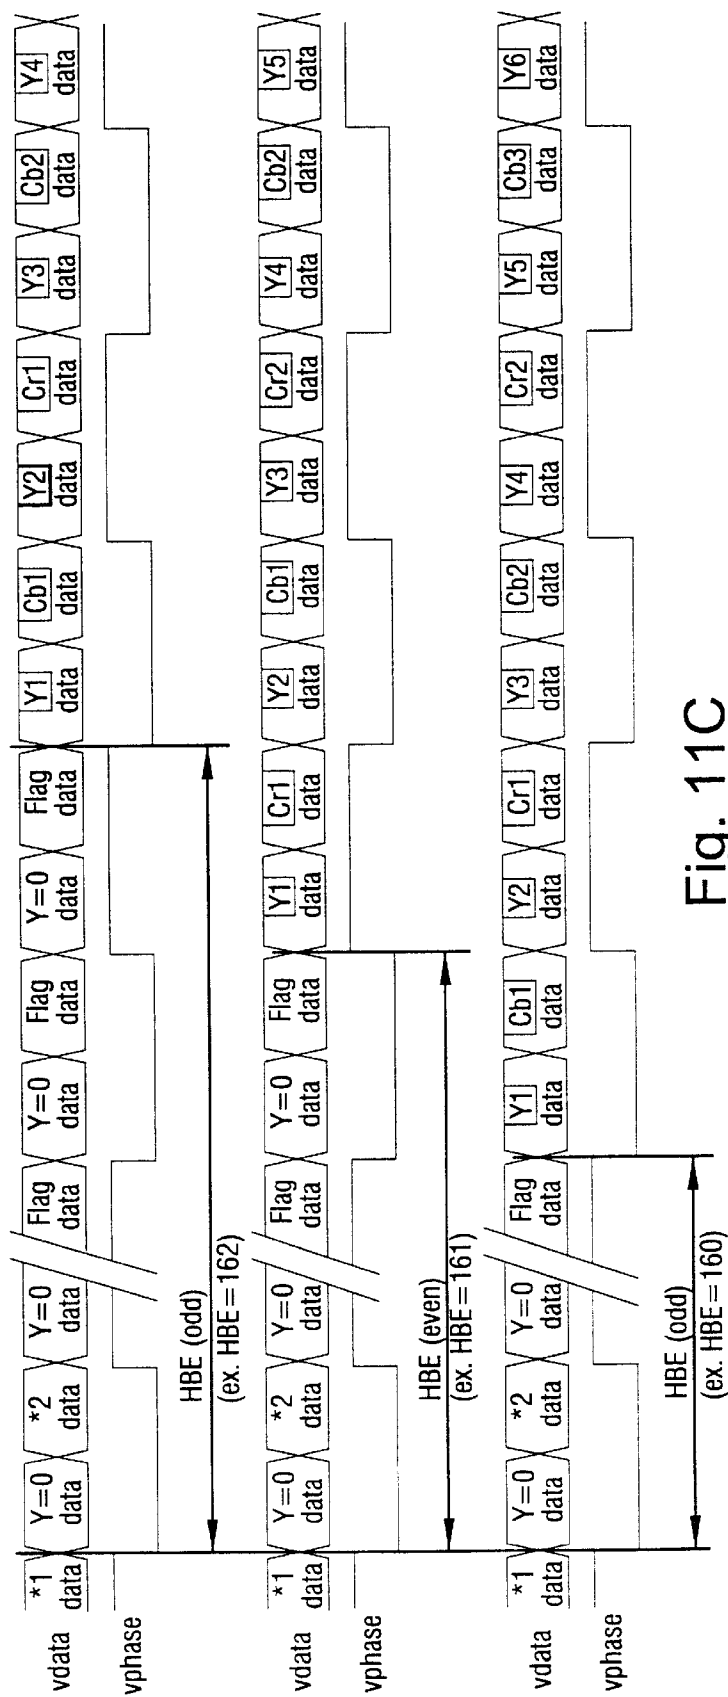 vdata *1 data Y=0 data *2 data Y=0 data Flag data Y=0 data Flag data Y=0 data Flag data Y1 data Cb1 data Y2 data Cr1 data Y3 data Cb2 data Y4 data
vphase
HBE (odd)
(ex. HBE=162)
vdata *1 data Y=0 data *2 data Y=0 data Flag data Y=0 data Flag data Y1 data Cr1 data Y2 data Cb1 data Y3 data Cr2 data Y4 data Cb2 data Y5 data
vphase
HBE (even)
(ex. HBE=161)
vdata *1 data Y=0 data *2 data Y=0 data Flag data Y1 data Cb1 data Y2 data Cr1 data Y3 data Cb2 data Y4 data Cr2 data Y5 data Cb3 data Y6 data
vphase
HBE (odd)
(ex. HBE=160)
Fig. 11C